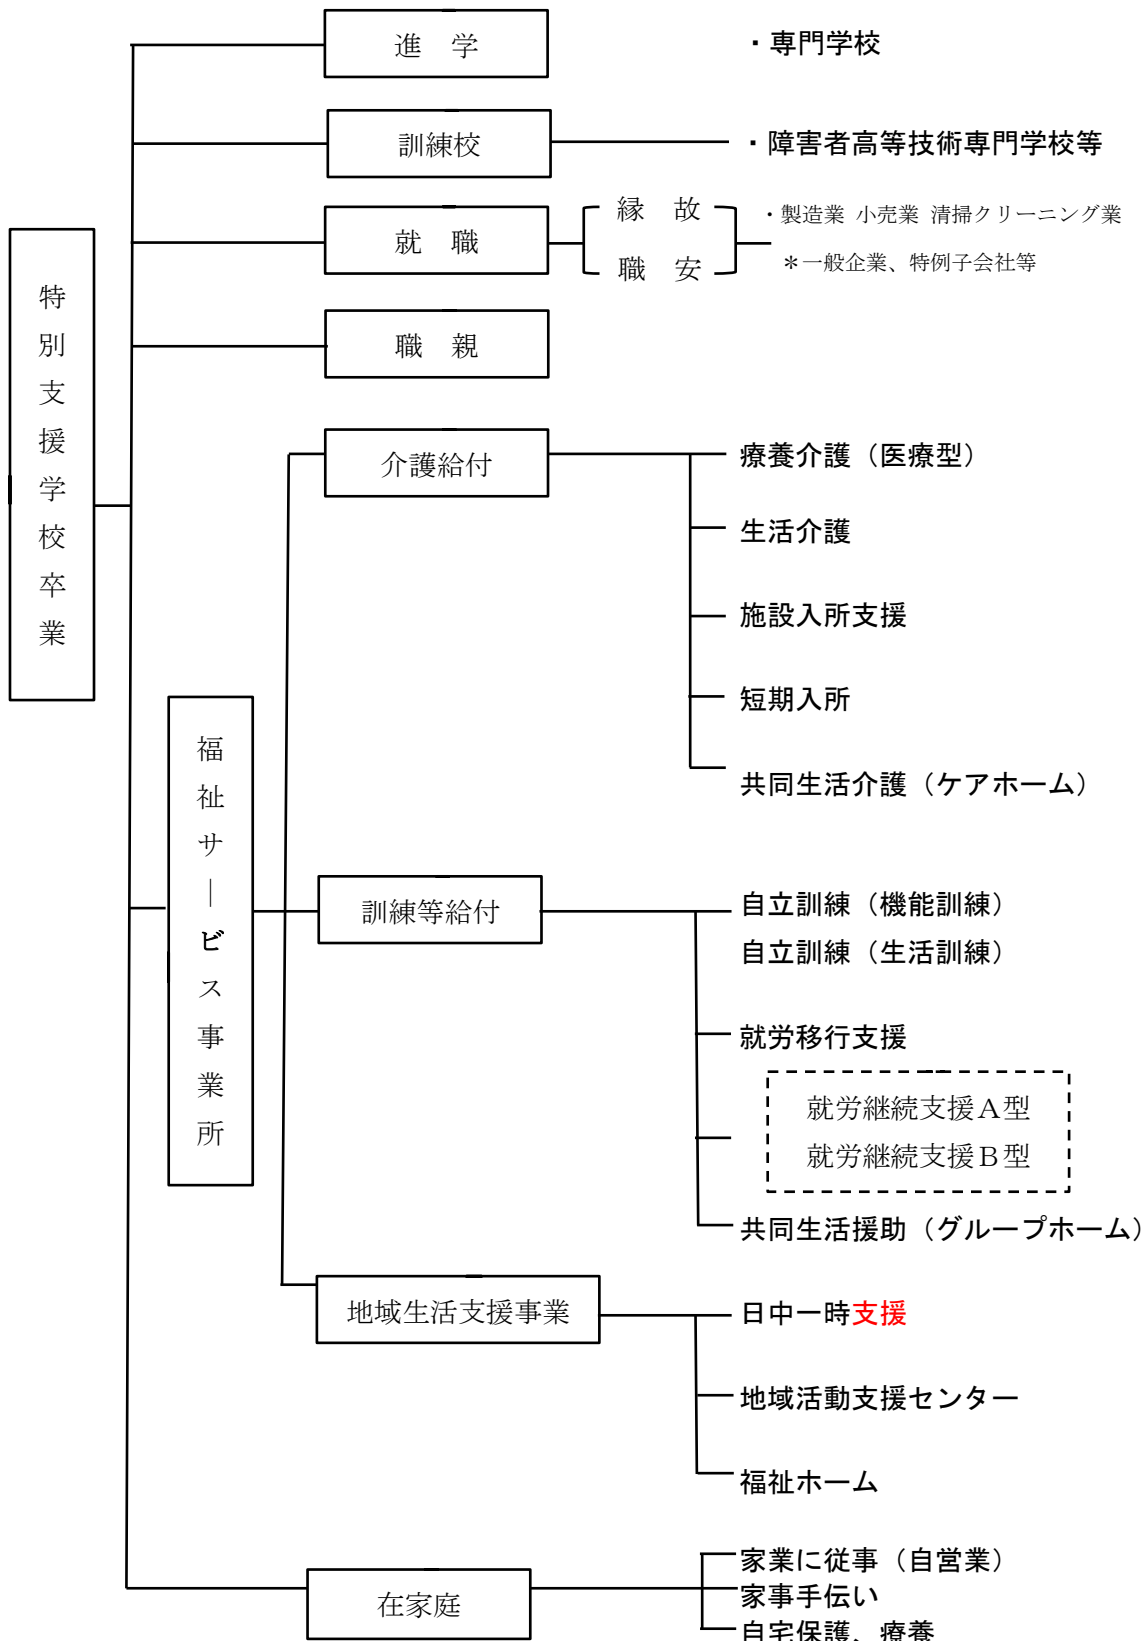 進　学
・専門学校
訓練校
・障害者高等技術専門学校等
就　職
縁　故
職　安
・製造業 小売業 清掃クリーニング業
＊一般企業、特例子会社等
職　親
特別支援学校卒業
介護給付
療養介護（医療型）
生活介護
施設入所支援
短期入所
共同生活介護（ケアホーム）
福祉サービス事業所
訓練等給付
自立訓練（機能訓練）
自立訓練（生活訓練）
就労移行支援
就労継続支援Ａ型
就労継続支援Ｂ型
共同生活援助（グループホーム）
地域生活支援事業
日中一時支援
地域活動支援センター
福祉ホーム
在家庭
家業に従事（自営業）
家事手伝い
自宅保護、療養